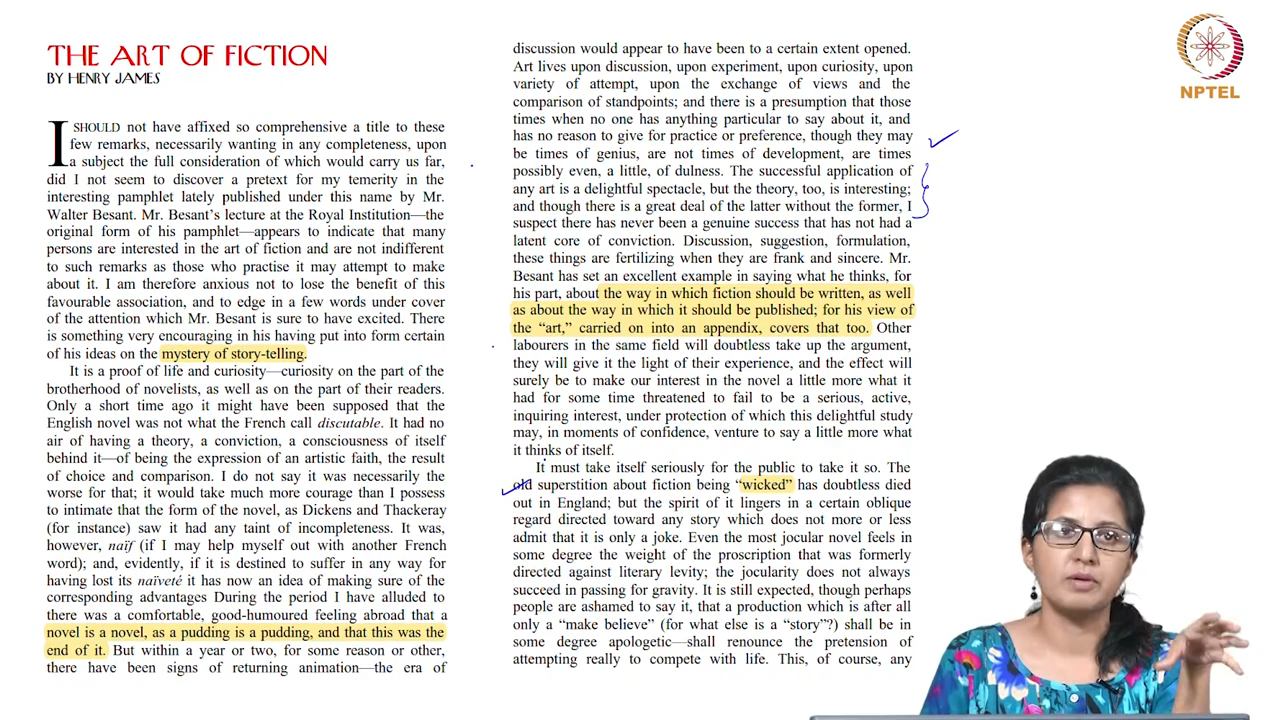 THE ART OF FICTION
BY HENRY JAMES
I SHOULD not have affixed so comprehensive a title to these
few remarks, necessarily wanting in any completeness, upon
a subject the full consideration of which would carry us far,
did I not seem to discover a pretext for my temerity in the
interesting pamphlet lately published under this name by Mr.
Walter Besant. Mr. Besant's lecture at the Royal Institution—the
original form of his pamphlet—appears to indicate that many
persons are interested in the art of fiction and are not indifferent
to such remarks as those who practise it may attempt to make
about it. I am therefore anxious not to lose the benefit of this
favourable association, and to edge in a few words under cover
of the attention which Mr. Besant is sure to have excited. There
is something very encouraging in his having put into form certain
of his ideas on the mystery of story-telling.
It is a proof of life and curiosity—curiosity on the part of the
brotherhood of novelists, as well as on the part of their readers.
Only a short time ago it might have been supposed that the
English novel was not what the French call discutable. It had no
air of having a theory, a conviction, a consciousness of itself
behind it—of being the expression of an artistic faith, the result
of choice and comparison. I do not say it was necessarily the
worse for that; it would take much more courage than I possess
to intimate that the form of the novel, as Dickens and Thackeray
(for instance) saw it had any taint of incompleteness. It was,
however, naïf (if I may help myself out with another French
word); and, evidently, if it is destined to suffer in any way for
having lost its naïveté it has now an idea of making sure of the
corresponding advantages During the period I have alluded to
there was a comfortable, good-humoured feeling abroad that a
novel is a novel, as a pudding is a pudding, and that this was the
end of it. But within a year or two, for some reason or other,
there have been signs of returning animation—the era of
discussion would appear to have been to a certain extent opened.
Art lives upon discussion, upon experiment, upon curiosity, upon
variety of attempt, upon the exchange of views and the
comparison of standpoints; and there is a presumption that those
times when no one has anything particular to say about it, and
has no reason to give for practice or preference, though they may
be times of genius, are not times of development, are times
possibly even, a little, of dulness. The successful application of
any art is a delightful spectacle, but the theory, too, is interesting;
and though there is a great deal of the latter without the former, I
suspect there has never been a genuine success that has not had a
latent core of conviction. Discussion, suggestion, formulation,
these things are fertilizing when they are frank and sincere. Mr.
Besant has set an excellent example in saying what he thinks, for
his part, about the way in which fiction should be written, as well
as about the way in which it should be published; for his view of
the “art,” carried on into an appendix, covers that too. Other
labourers in the same field will doubtless take up the argument,
they will give it the light of their experience, and the effect will
surely be to make our interest in the novel a little more what it
had for some time threatened to fail to be a serious, active,
inquiring interest, under protection of which this delightful study
may, in moments of confidence, venture to say a little more what
it thinks of itself.
It must take itself seriously for the public to take it so. The
old superstition about fiction being “wicked” has doubtless died
out in England; but the spirit of it lingers in a certain oblique
regard directed toward any story which does not more or less
admit that it is only a joke. Even the most jocular novel feels in
some degree the weight of the proscription that was formerly
directed against literary levity; the jocularity does not always
succeed in passing for gravity. It is still expected, though perhaps
people are ashamed to say it, that a production which is after all
only a “make believe” (for what else is a “story”?) shall be in
some degree apologetic—shall renounce the pretension of
attempting really to compete with life. This, of course, any
NPTEL